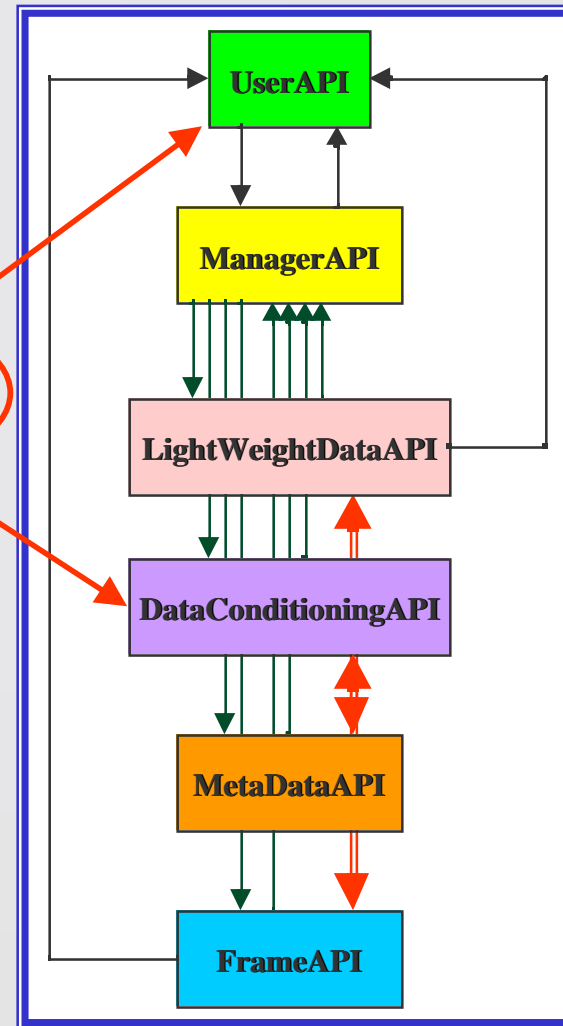 UserAPI
ManagerAPI
LightWeightDataAPI
DataConditioningAPI
MetaDataAPI
FrameAPI